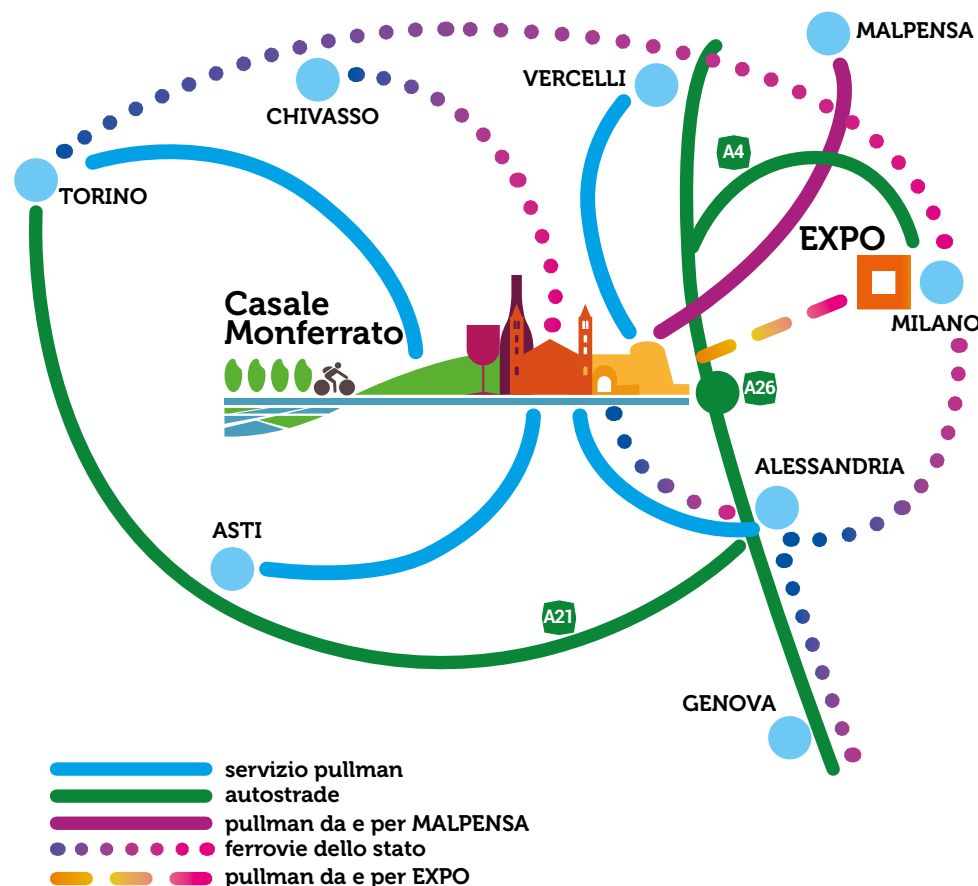 MALPENSA
VERCELLI
CHIVASSO
A4
TORINO
EXPO
Casale
Monferrato
MILANO
A26
ALESSANDRIA
ASTI
A21
GENOVA
servizio pullman
autostrade
pullman da e per MALPENSA
ferrovie dello stato
pullman da e per EXPO